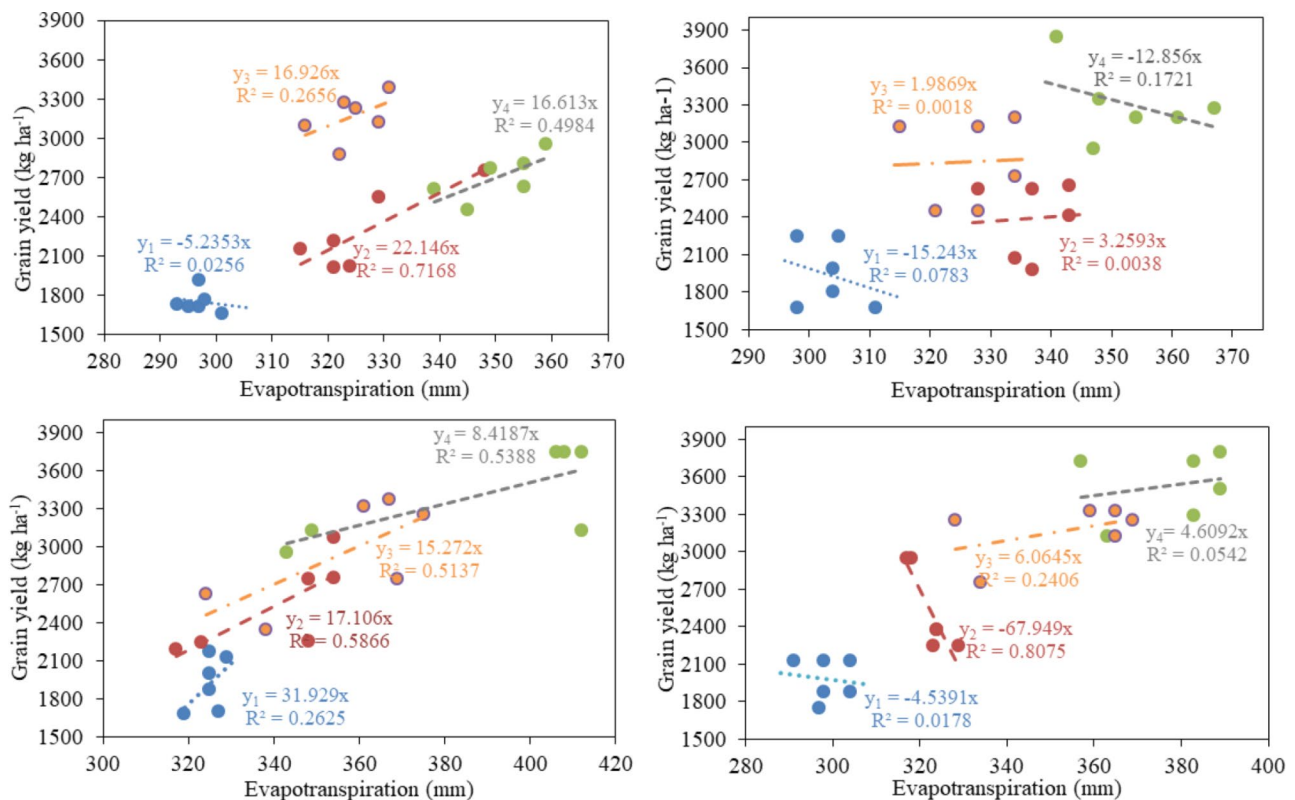 3900
3600
3300
3000
2700
2400
2100
1800
1500
Grain yield (kg ha⁻¹)
y₃ = 16.926x
R² = 0.2656
y₄ = 16.613x
R² = 0.4984
y₁ = -5.2353x
R² = 0.0256
y₂ = 22.146x
R² = 0.7168
280 290 300 310 320 330 340 350 360 370
Evapotranspiration (mm)
3900
3600
3300
3000
2700
2400
2100
1800
1500
Grain yield (kg ha-1)
y₄ = -12.856x
R² = 0.1721
y₃ = 1.9869x
R² = 0.0018
y₁ = -15.243x
R² = 0.0783
y₂ = 3.2593x
R² = 0.0038
290 300 310 320 330 340 350 360 370
Evapotranspiration (mm)
3900
3600
3300
3000
2700
2400
2100
1800
1500
Grain yield (kg ha⁻¹)
y₄ = 8.4187x
R² = 0.5388
y₃ = 15.272x
R² = 0.5137
y₂ = 17.106x
R² = 0.5866
y₁ = 31.929x
R² = 0.2625
300 320 340 360 380 400 420
Evapotranspiration (mm)
3900
3600
3300
3000
2700
2400
2100
1800
1500
Grain yield (kg ha⁻¹)
y₄ = 4.6092x
R² = 0.0542
y₃ = 6.0645x
R² = 0.2406
y₂ = -67.949x
R² = 0.8075
y₁ = -4.5391x
R² = 0.0178
280 300 320 340 360 380 400
Evapotranspiration (mm)